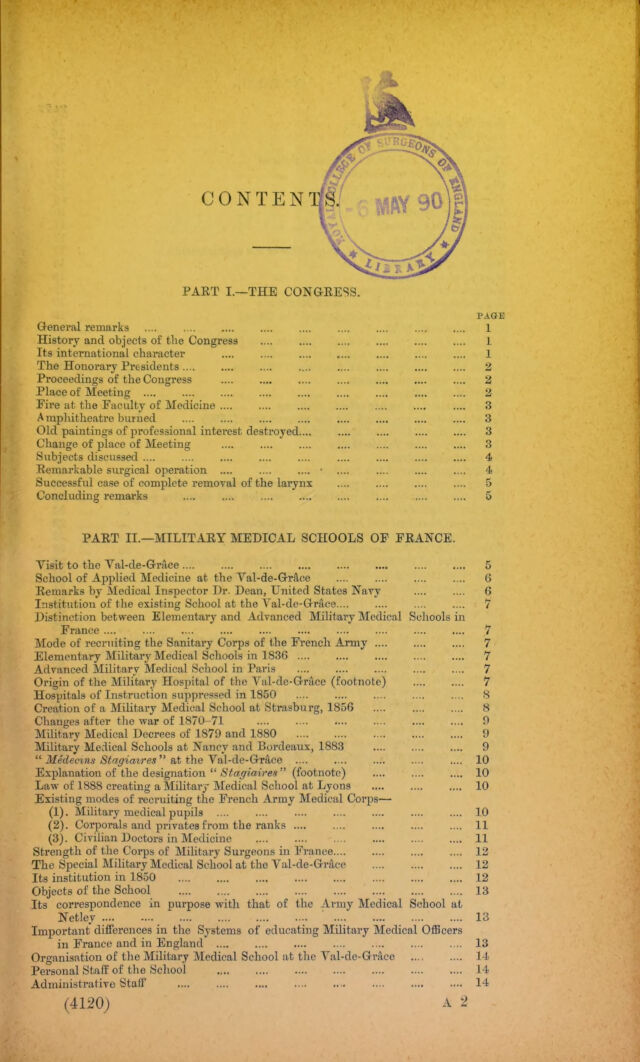 CONTENTS.
ROYAL COLLEGE OF SURGEONS OF ENGLAND
-6 MAY 90
* LIBRARY *
PART I.—THE CONGRESS.
PAGE
General remarks .... .... .... .... .... .... .... .... .... 1
History and objects of the Congress .... .... .... .... .... .... 1
Its international character .... .... .... .... .... .... .... 1
The Honorary Presidents .... .... .... .... .... .... .... .... 2
Proceedings of the Congress .... .... .... .... .... .... .... 2
Place of Meeting .... .... .... .... .... .... .... .... .... 2
Fire at the Faculty of Medicine .... .... .... .... .... .... .... 3
Amphitheatre burned .... .... .... .... .... .... .... .... 3
Old paintings of professional interest destroyed.... .... .... .... .... 3
Change of place of Meeting .... .... .... .... .... .... .... 3
Subjects discussed .... .... .... .... .... .... .... .... .... 4
Remarkable surgical operation .... .... .... .... .... .... .... 4
Successful case of complete removal of the larynx .... .... .... .... 5
Concluding remarks .... .... .... .... .... .... .... .... 5
PART II.—MILITARY MEDICAL SCHOOLS OF FRANCE.
Visit to the Val-de-Grâce .... .... .... .... .... .... .... .... 5
School of Applied Medicine at the Val-de-Grâce .... .... .... .... 6
Remarks by Medical Inspector Dr. Dean, United States Navy .... .... 6
Institution of the existing School at the Val-de-Grâce.... .... .... .... 7
Distinction between Elementary and Advanced Military Medical Schools in
France .... .... .... .... .... .... .... .... .... .... 7
Mode of recruiting the Sanitary Corps of the French Army .... .... .... 7
Elementary Military Medical Schools in 1836 .... .... .... .... .... 7
Advanced Military Medical School in Paris .... .... .... .... .... 7
Origin of the Military Hospital of the Val-de-Grâce (footnote) .... .... 7
Hospitals of Instruction suppressed in 1850 .... .... .... .... .... 8
Creation of a Military Medical School at Strasburg, 1856 .... .... .... 8
Changes after the war of 1870-71 .... .... .... .... .... .... 9
Military Medical Decrees of 1879 and 1880 .... .... .... .... .... 9
Military Medical Schools at Nancy and Bordeaux, 1883 .... .... .... 9
“ Médecins Stagiaires ” at the Val-de-Grâce .... .... .... .... .... 10
Explanation of the designation “ Stagiaires ” (footnote) .... .... .... 10
Law of 1888 creating a Military Medical School at Lyons .... .... .... 10
Existing modes of recruiting the French Army Medical Corps—
(1). Military medical pupils .... .... .... .... .... .... .... 10
(2). Corporals and privates from the ranks .... .... .... .... .... 11
(3). Civilian Doctors in Medicine .... .... .... .... .... .... 11
Strength of the Corps of Military Surgeons in France.... .... .... .... 12
The Special Military Medical School at the Val-de-Grâce .... .... .... 12
Its institution in 1850 .... .... .... .... .... .... .... .... 12
Objects of the School .... .... .... .... .... .... .... .... 13
Its correspondence in purpose with that of the Army Medical School at
Netley .... .... .... .... .... .... .... .... .... .... 13
Important differences in the Systems of educating Military Medical Officers
in France and in England .... .... .... .... .... .... .... 13
Organisation of the Military Medical School at the Val-de-Grâce .... .... 14
Personal Staff of the School .... .... .... .... .... .... .... 14
Administrative Staff .... .... .... .... .... .... .... .... 14
(4120) A 2